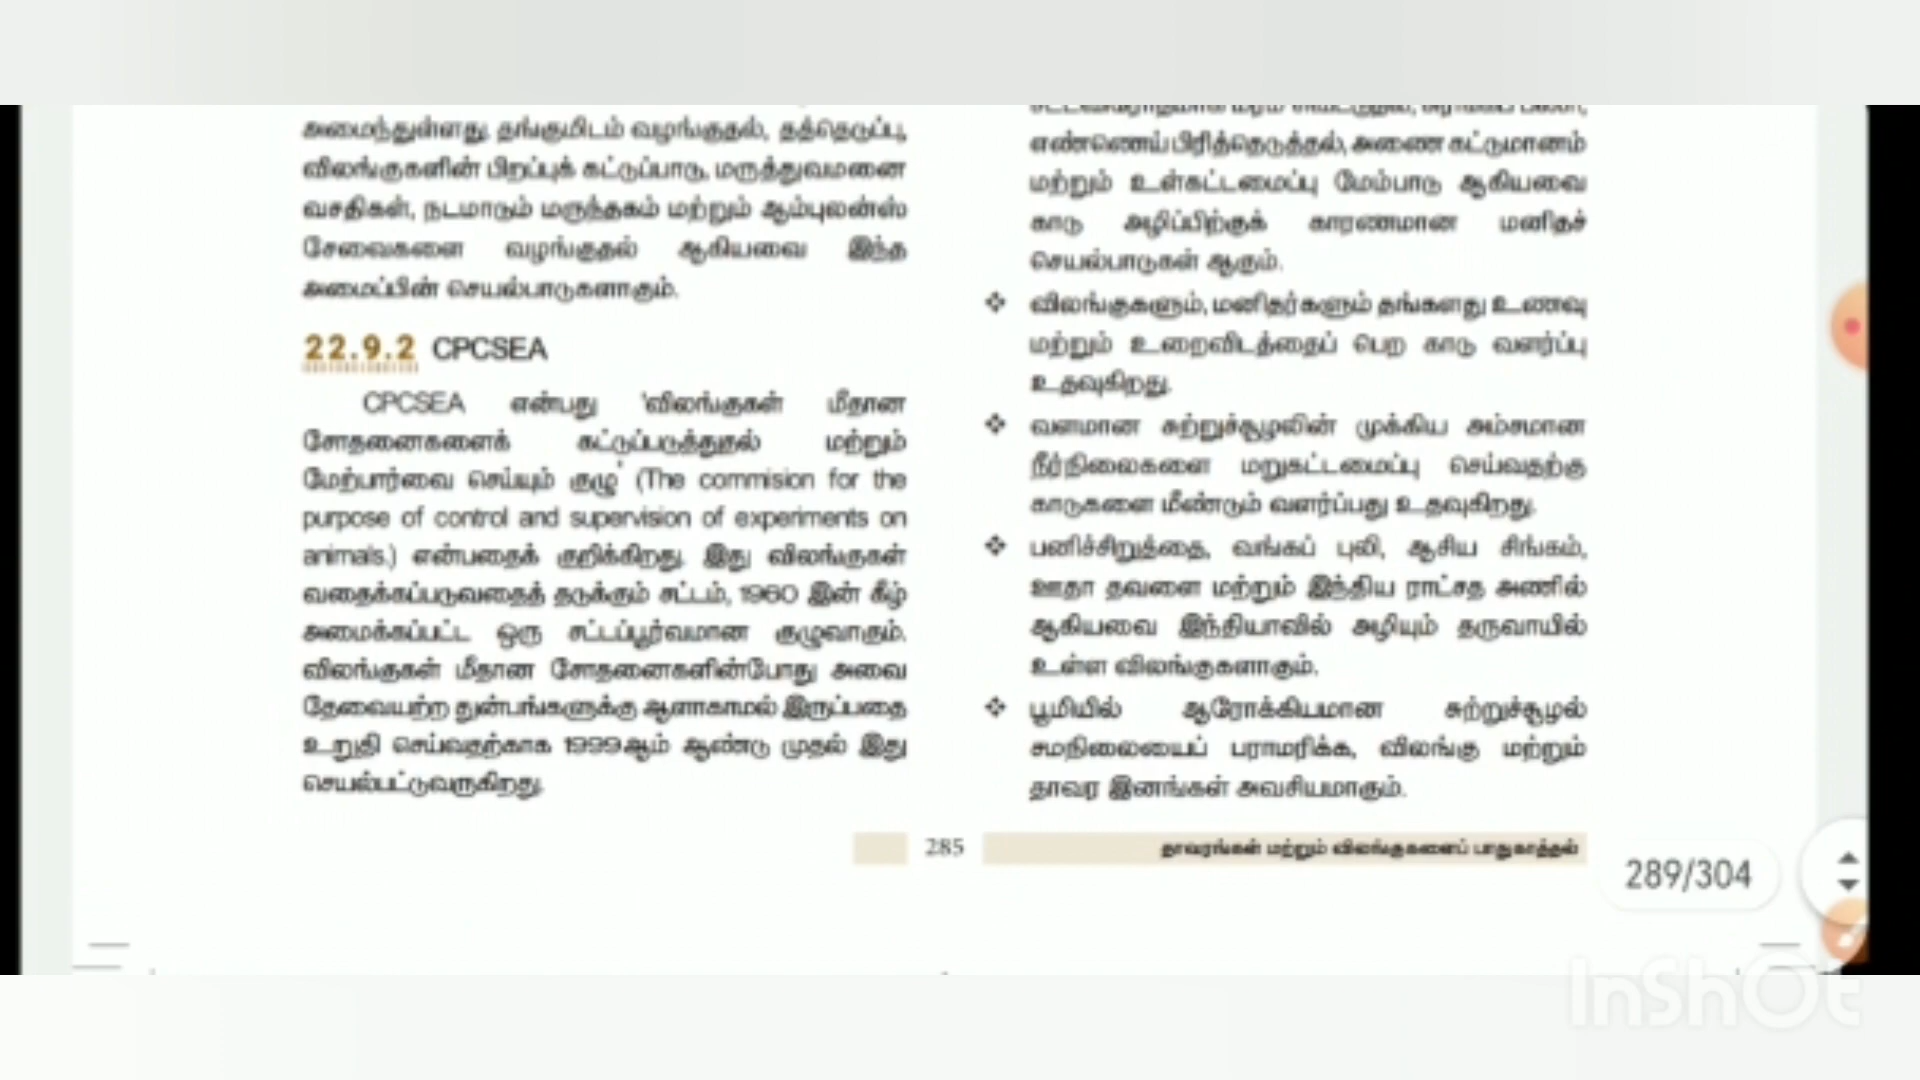 அமைந்துள்ளது. தங்குமிடம் வழங்குதல், தத்தெடுப்பு,
விலங்குகளின் பிறப்புக் கட்டுப்பாடு, மருத்துவமனை
வசதிகள், நடமாடும் மருந்தகம் மற்றும் ஆம்புலன்ஸ்
சேவைகளை வழங்குதல் ஆகியவை இந்த
அமைப்பின் செயல்பாடுகளாகும்.
22.9.2 CPCSEA
CPCSEA என்பது 'விலங்குகள் மீதான
சோதனைகளைக் கட்டுப்படுத்துதல் மற்றும்
மேற்பார்வை செய்யும் குழு' (The commision for the
purpose of control and supervision of experiments on
animals.) என்பதைக் குறிக்கிறது. இது விலங்குகள்
வதைக்கப்படுவதைத் தடுக்கும் சட்டம், 1960 இன் கீழ்
அமைக்கப்பட்ட ஒரு சட்டப்பூர்வமான குழுவாகும்.
விலங்குகள் மீதான சோதனைகளின்போது அவை
தேவையற்ற துன்பங்களுக்கு ஆளாகாமல் இருப்பதை
உறுதி செய்வதற்காக 1999ஆம் ஆண்டு முதல் இது
செயல்பட்டுவருகிறது.
எண்ணெய் பிரித்தெடுத்தல், அணை கட்டுமானம்
மற்றும் உள்கட்டமைப்பு மேம்பாடு ஆகியவை
காடு அழிப்பிற்குக் காரணமான மனிதச்
செயல்பாடுகள் ஆகும்.
❖ விலங்குகளும், மனிதர்களும் தங்களது உணவு
மற்றும் உறைவிடத்தைப் பெற காடு வளர்ப்பு
உதவுகிறது.
❖ வளமான சுற்றுச்சூழலின் முக்கிய அம்சமான
நீர்நிலைகளை மறுகட்டமைப்பு செய்வதற்கு
காடுகளை மீண்டும் வளர்ப்பது உதவுகிறது.
❖ பனிச்சிறுத்தை, வங்கப் புலி, ஆசிய சிங்கம்,
ஊதா தவளை மற்றும் இந்திய ராட்சத அணில்
ஆகியவை இந்தியாவில் அழியும் தருவாயில்
உள்ள விலங்குகளாகும்.
❖ பூமியில் ஆரோக்கியமான சுற்றுச்சூழல்
சமநிலையைப் பராமரிக்க, விலங்கு மற்றும்
தாவர இனங்கள் அவசியமாகும்.
285 தாவரங்கள் மற்றும் விலங்குகளைப் பாதுகாத்தல்
289/304
InShOt